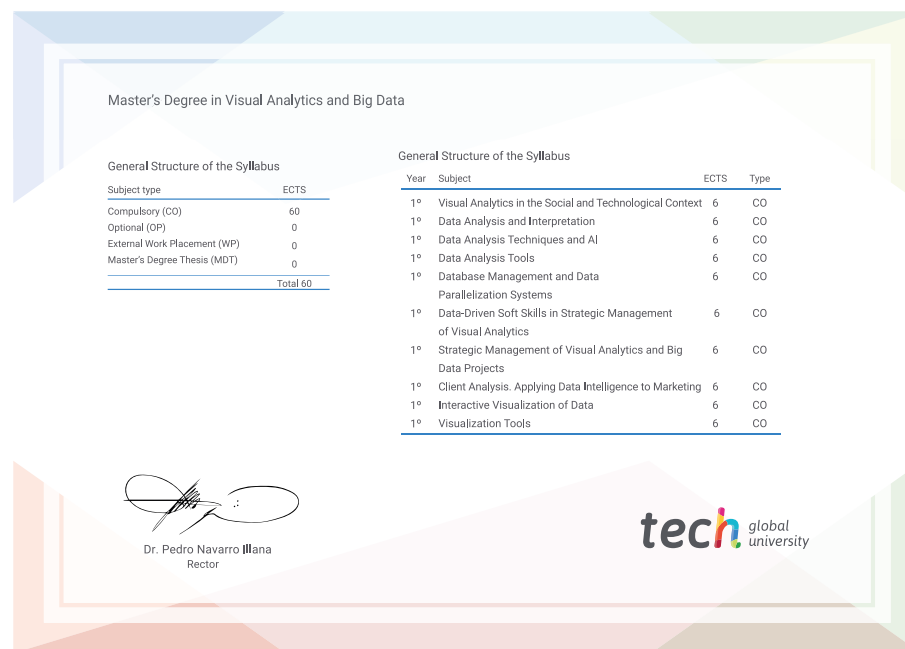 Master's Degree in Visual Analytics and Big Data
General Structure of the Syllabus
Subject type ECTS
Compulsory (CO) 60
Optional (OP) 0
External Work Placement (WP) 0
Master's Degree Thesis (MDT) 0
Total 60
General Structure of the Syllabus
Year Subject ECTS Type
1º Visual Analytics in the Social and Technological Context 6 CO
1º Data Analysis and Interpretation 6 CO
1º Data Analysis Techniques and AI 6 CO
1º Data Analysis Tools 6 CO
1º Database Management and Data 6 CO
Parallelization Systems
1º Data-Driven Soft Skills in Strategic Management 6 CO
of Visual Analytics
1º Strategic Management of Visual Analytics and Big 6 CO
Data Projects
1º Client Analysis. Applying Data Intelligence to Marketing 6 CO
1º Interactive Visualization of Data 6 CO
1º Visualization Tools 6 CO
Dr. Pedro Navarro Illana
Rector
tech global
university